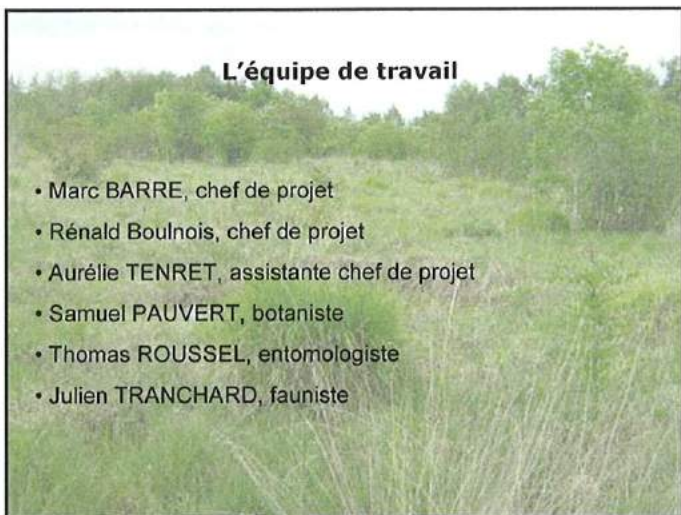 L'équipe de travail
• Marc BARRE, chef de projet
• Rénald Boulnois, chef de projet
• Aurélie TENRET, assistante chef de projet
• Samuel PAUVERT, botaniste
• Thomas ROUSSEL, entomologiste
• Julien TRANCHARD, fauniste